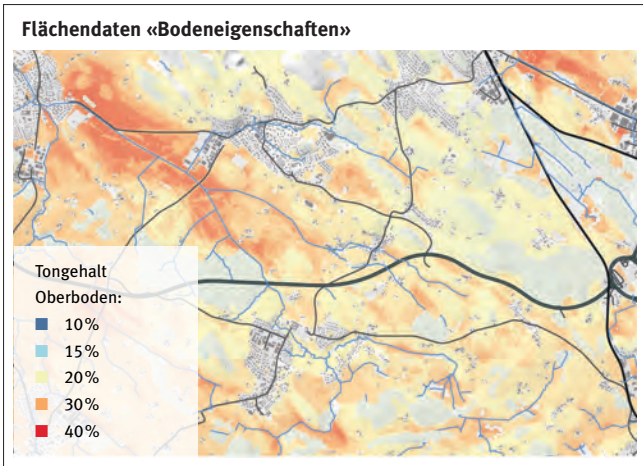 Flächendaten «Bodeneigenschaften»
Tongehalt
Oberboden:
10%
15%
20%
30%
40%